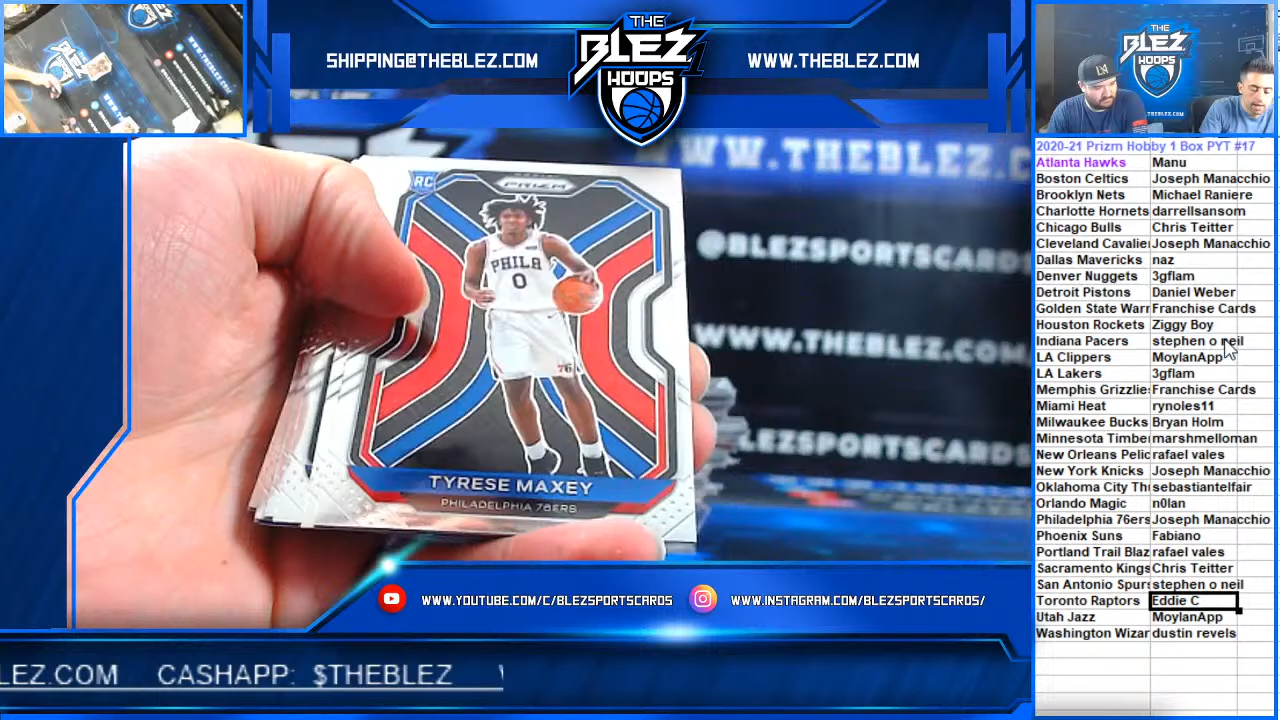 SHIPPING@THEBLEZ.COM
THE
BLEZ
HOOPS
WWW.THEBLEZ.COM
WWW.THEBLEZ.
@BLEZSPORTSCARDS
WWW.THEBLEZ.COM
LEZSPORTSCARDS
RC
PRIZM
PHILA
0
76
TYRESE MAXEY
PHILADELPHIA 76ERS
WWW.YOUTUBE.COM/C/BLEZSPORTSCARDS
WWW.INSTAGRAM.COM/BLEZSPORTSCARDS/
LEZ.COM CASHAPP: $THEBLEZ
THE
BLEZ
HOOPS
2020-21 Prizm Hobby 1 Box PYT #17
Atlanta Hawks Manu
Boston Celtics Joseph Manacchio
Brooklyn Nets Michael Raniere
Charlotte Hornets darrellsansom
Chicago Bulls Chris Teitter
Cleveland Cavalie Joseph Manacchio
Dallas Mavericks naz
Denver Nuggets 3gflam
Detroit Pistons Daniel Weber
Golden State Warr Franchise Cards
Houston Rockets Ziggy Boy
Indiana Pacers stephen o neil
LA Clippers MoylanApp
LA Lakers 3gflam
Memphis Grizzlie Franchise Cards
Miami Heat rynoles11
Milwaukee Bucks Bryan Holm
Minnesota Timbe marshmelloman
New Orleans Pelic rafael vales
New York Knicks Joseph Manacchio
Oklahoma City Th sebastiantelfair
Orlando Magic n0lan
Philadelphia 76ers Joseph Manacchio
Phoenix Suns Fabiano
Portland Trail Blaz rafael vales
Sacramento Kings Chris Teitter
San Antonio Spur stephen o neil
Toronto Raptors Eddie C
Utah Jazz MoylanApp
Washington Wizar dustin revels